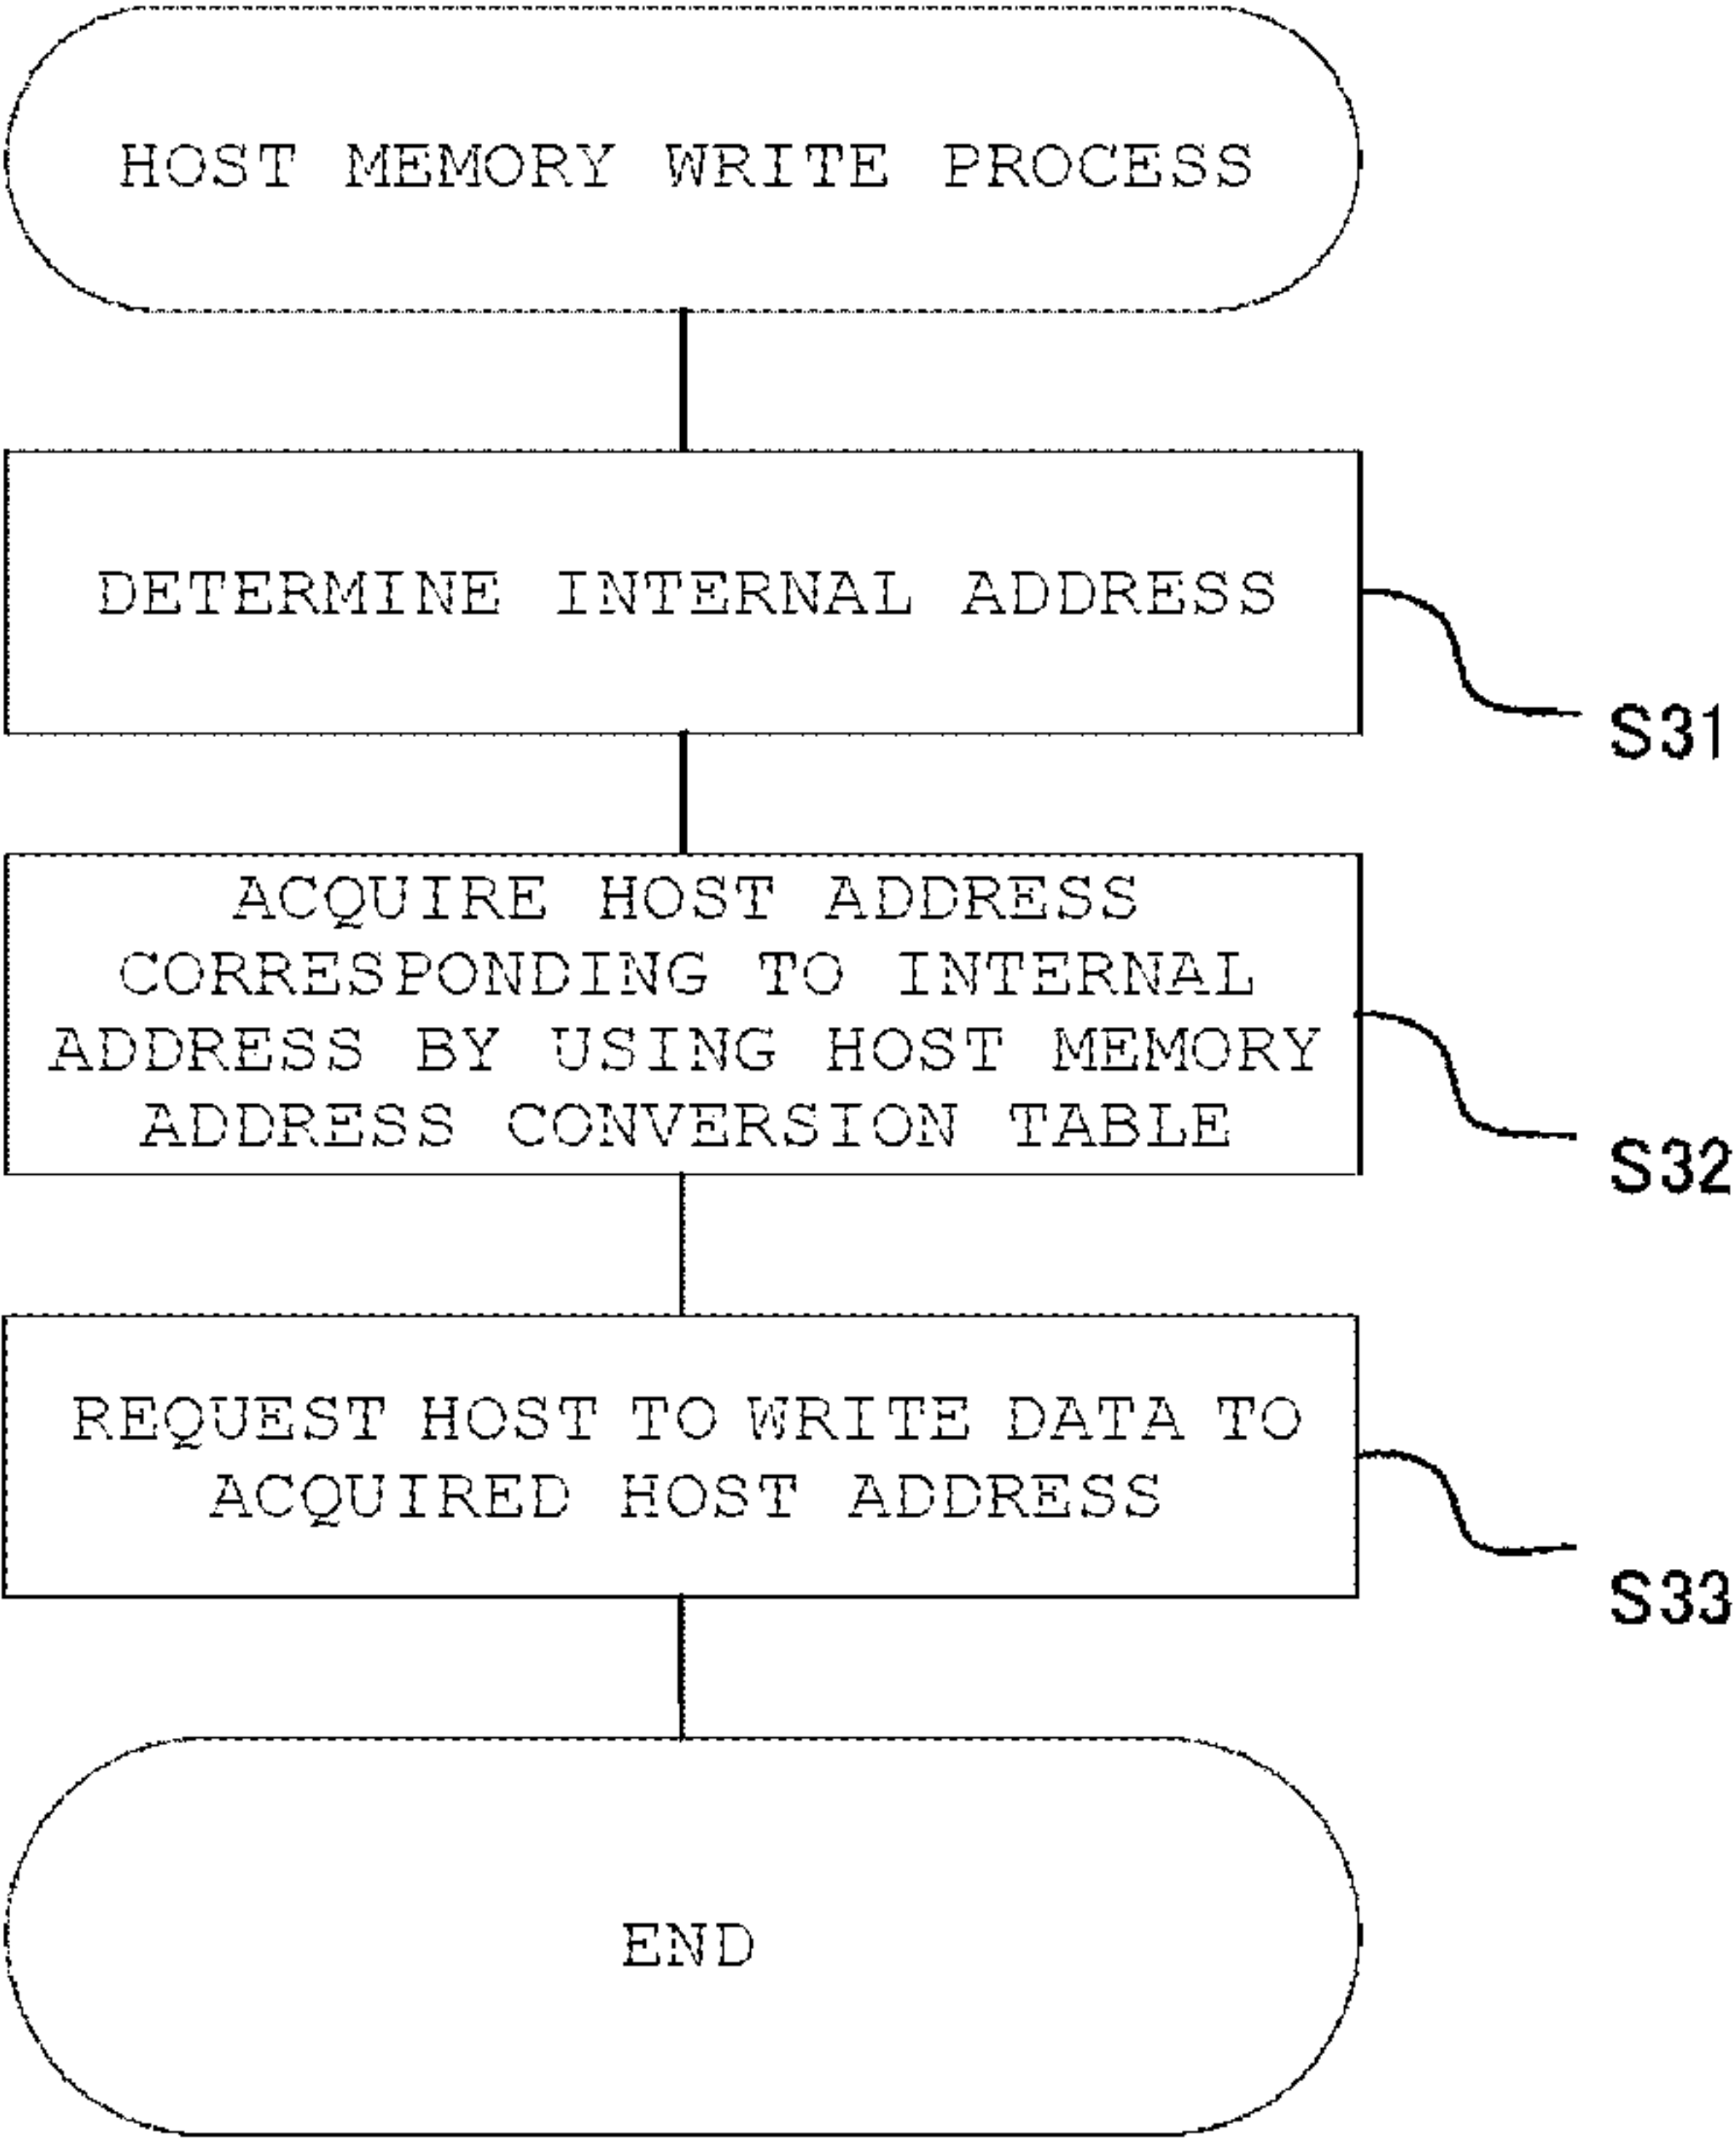 HOST MEMORY WRITE PROCESS
DETERMINE INTERNAL ADDRESS
S31
ACQUIRE HOST ADDRESS
CORRESPONDING TO INTERNAL
ADDRESS BY USING HOST MEMORY
ADDRESS CONVERSION TABLE
S32
REQUEST HOST TO WRITE DATA TO
ACQUIRED HOST ADDRESS
S33
END